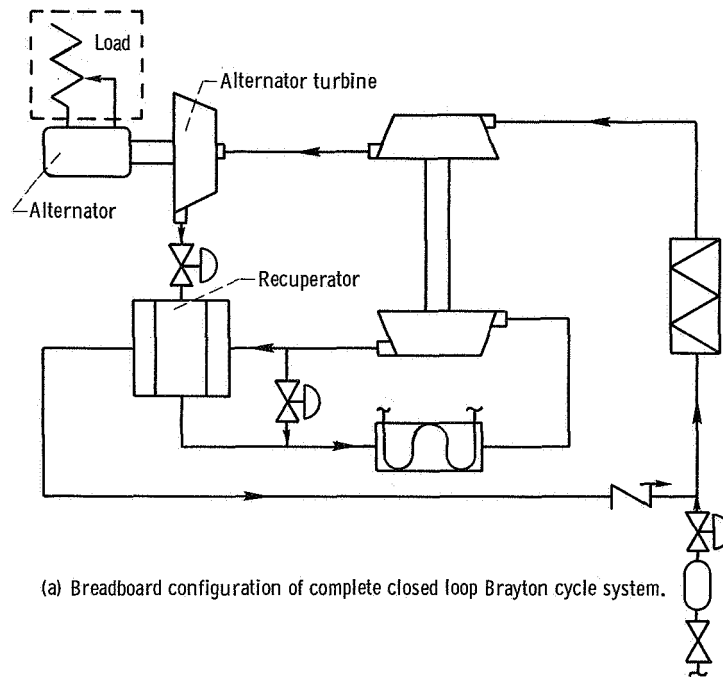 Load
Alternator turbine
Alternator
Recuperator
(a) Breadboard configuration of complete closed loop Brayton cycle system.